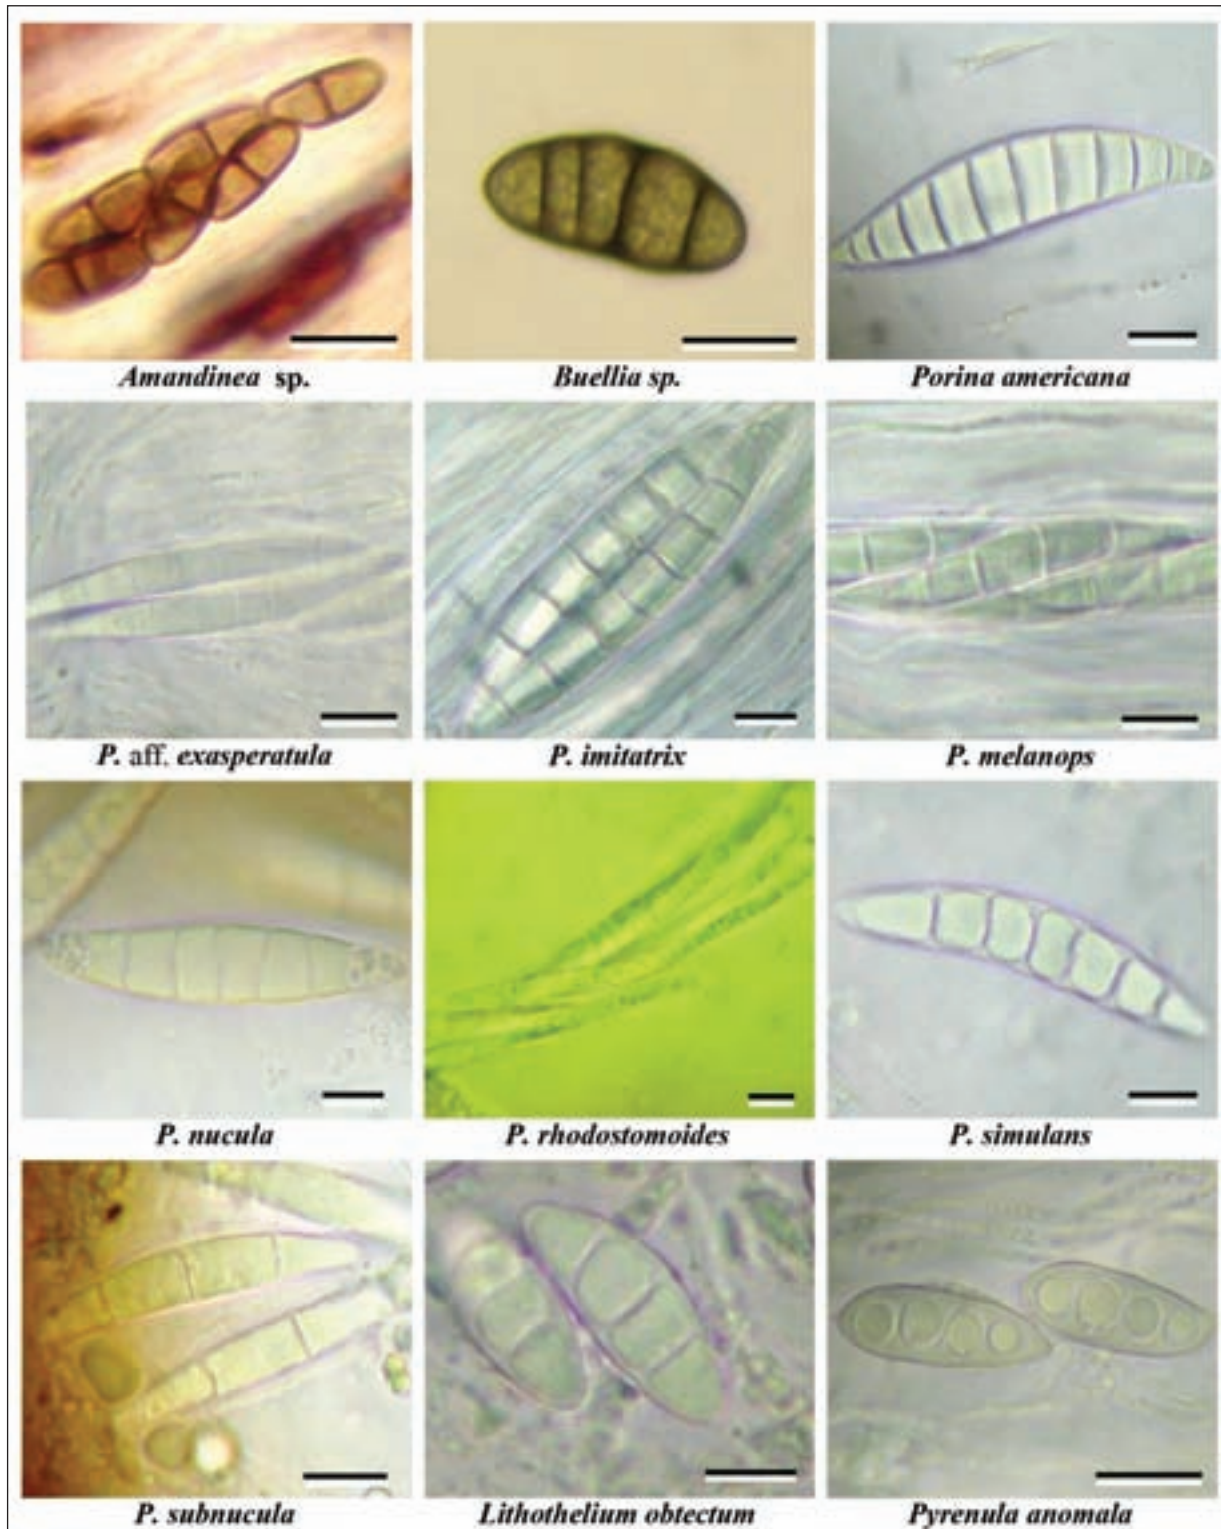 Amandinea sp.
Buellia sp.
Porina americana
P. aff. exasperatula
P. imitatrix
P. melanops
P. nucula
P. rhodostomoides
P. simulans
P. subnucula
Lithothelium obtectum
Pyrenula anomala